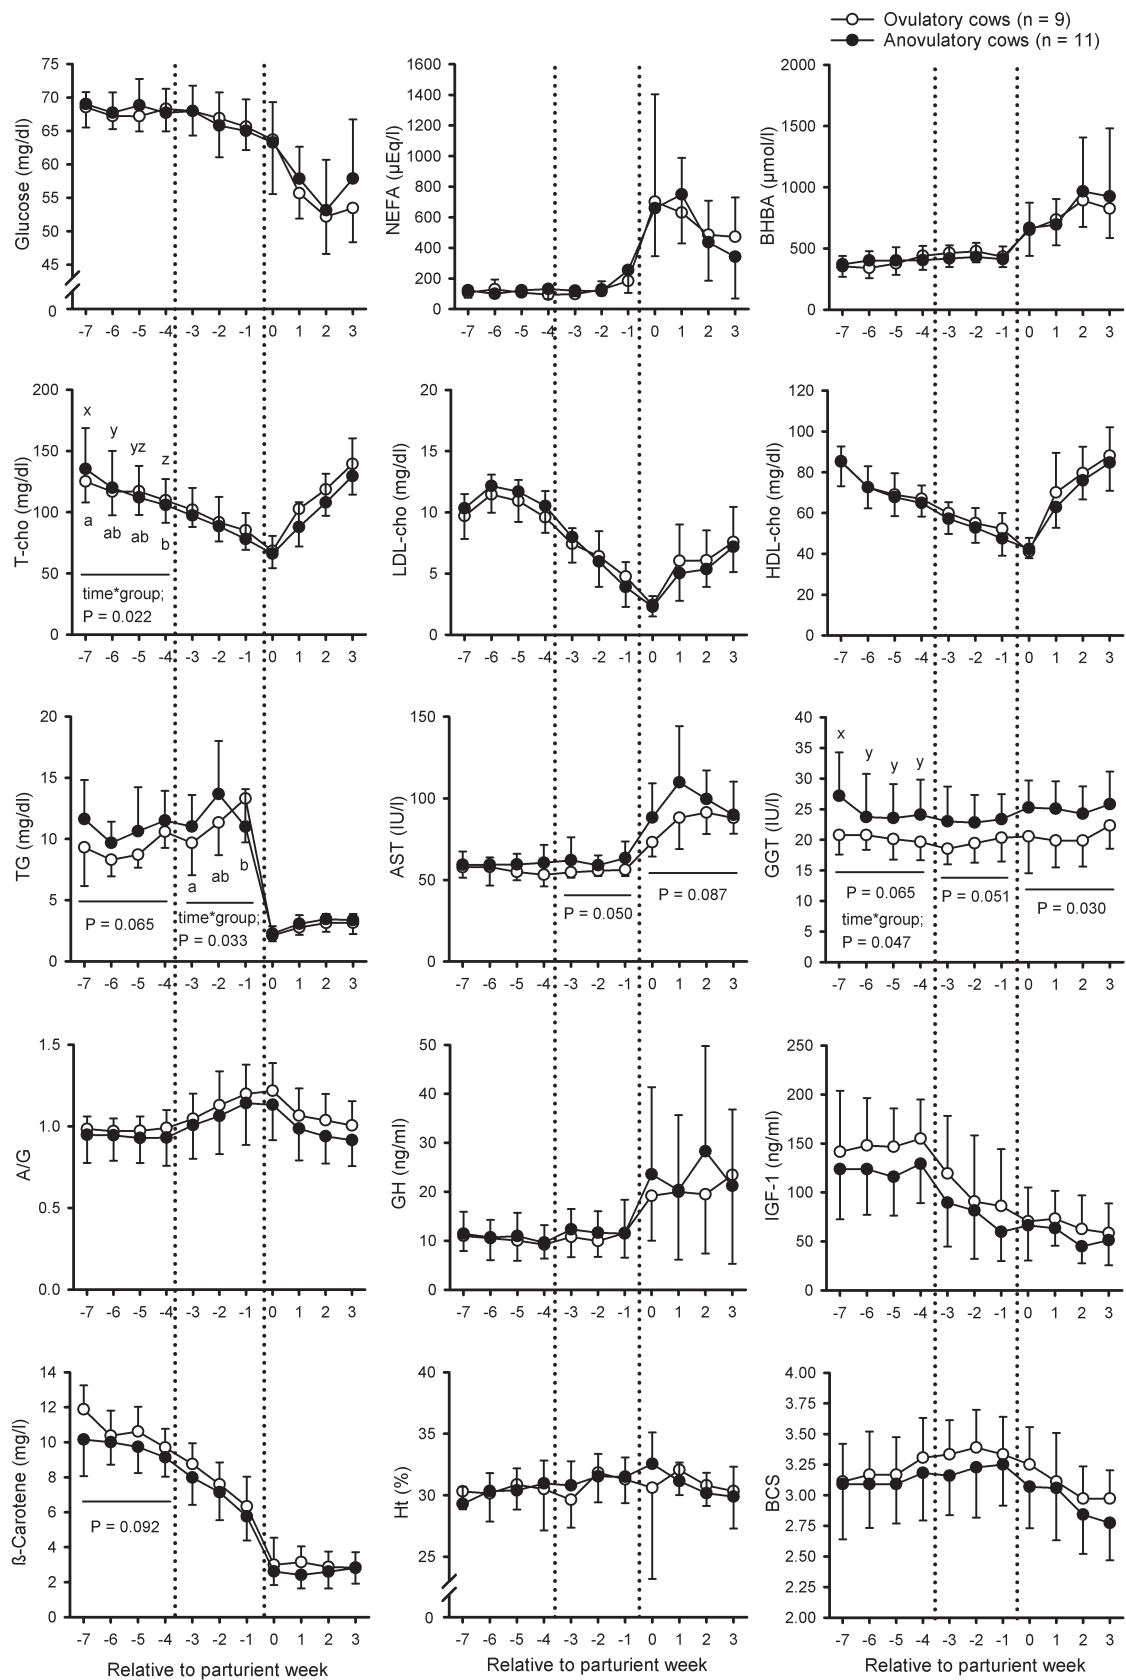 Ovulatory cows (n = 9)
Anovulatory cows (n = 11)
Glucose (mg/dl)
75
70
65
60
55
50
45
0
-7 -6 -5 -4 -3 -2 -1 0 1 2 3
NEFA (µEq/l)
1600
1400
1200
1000
800
600
400
200
0
-7 -6 -5 -4 -3 -2 -1 0 1 2 3
BHBA (µmol/l)
2000
1500
1000
500
0
-7 -6 -5 -4 -3 -2 -1 0 1 2 3
T-cho (mg/dl)
200
150
100
50
0
x
y
yz
z
a
ab
ab
b
time*group;
P = 0.022
-7 -6 -5 -4 -3 -2 -1 0 1 2 3
LDL-cho (mg/dl)
20
15
10
5
0
-7 -6 -5 -4 -3 -2 -1 0 1 2 3
HDL-cho (mg/dl)
120
100
80
60
40
20
0
-7 -6 -5 -4 -3 -2 -1 0 1 2 3
TG (mg/dl)
20
15
10
5
0
a
ab
b
P = 0.065
time*group;
P = 0.033
-7 -6 -5 -4 -3 -2 -1 0 1 2 3
AST (IU/l)
150
100
50
0
P = 0.050
P = 0.087
-7 -6 -5 -4 -3 -2 -1 0 1 2 3
GGT (IU/l)
40
35
30
25
20
15
10
5
0
x
y
y
y
P = 0.065
time*group;
P = 0.047
P = 0.051
P = 0.030
-7 -6 -5 -4 -3 -2 -1 0 1 2 3
A/G
1.5
1.0
0.5
0.0
-7 -6 -5 -4 -3 -2 -1 0 1 2 3
GH (ng/ml)
50
40
30
20
10
0
-7 -6 -5 -4 -3 -2 -1 0 1 2 3
IGF-1 (ng/ml)
250
200
150
100
50
0
-7 -6 -5 -4 -3 -2 -1 0 1 2 3
ß-Carotene (mg/l)
14
12
10
8
6
4
2
0
P = 0.092
-7 -6 -5 -4 -3 -2 -1 0 1 2 3
Relative to parturient week
Ht (%)
40
35
30
25
0
-7 -6 -5 -4 -3 -2 -1 0 1 2 3
Relative to parturient week
BCS
4.00
3.75
3.50
3.25
3.00
2.75
2.50
2.25
2.00
-7 -6 -5 -4 -3 -2 -1 0 1 2 3
Relative to parturient week